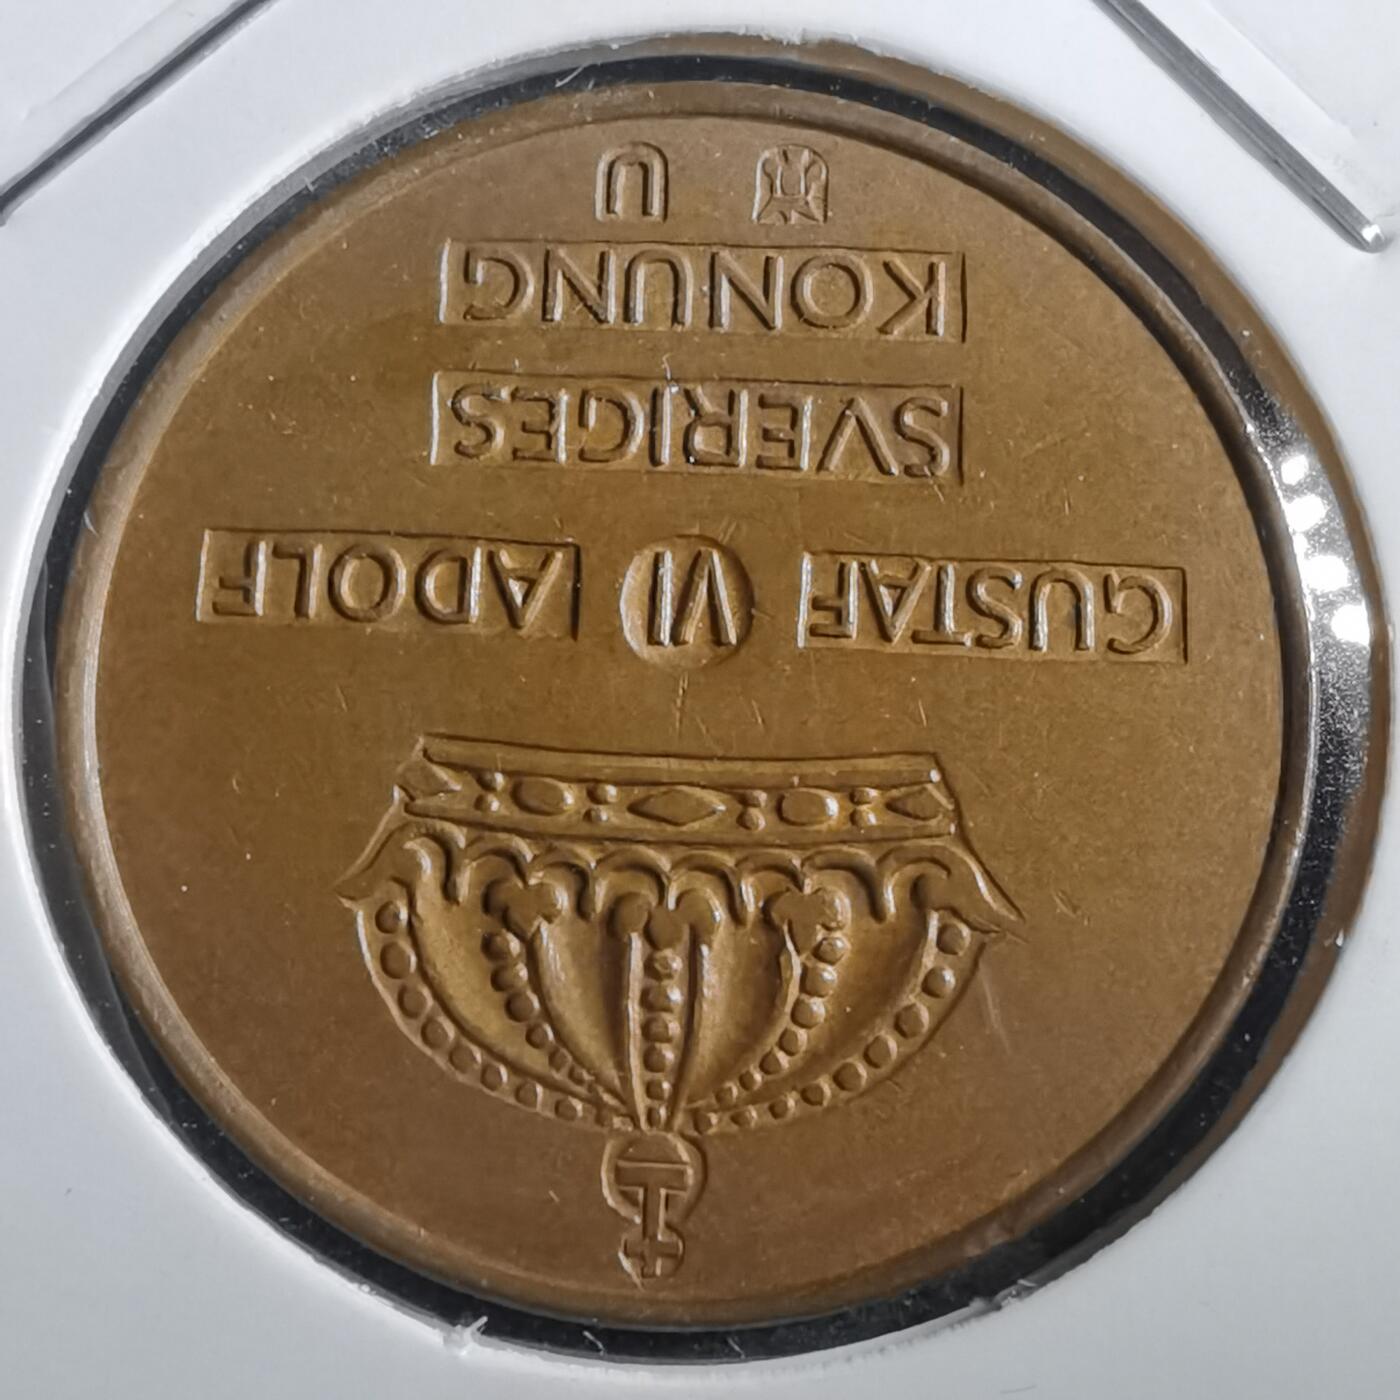 GUSTAF VI ADOLF
SVERIGES
KONUNG
U